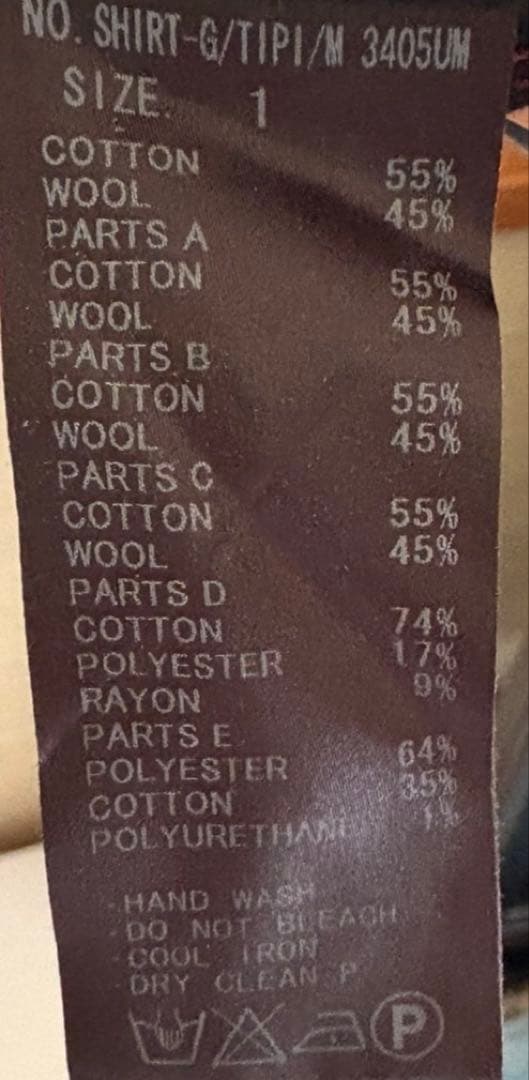 NO. SHIRT-G/TIPI/M 3405UM
SIZE. 1
COTTON 55%
WOOL 45%
PARTS A
COTTON 55%
WOOL 45%
PARTS B
COTTON 55%
WOOL 45%
PARTS C
COTTON 55%
WOOL 45%
PARTS D
COTTON 74%
POLYESTER 17%
RAYON 9%
PARTS E
POLYESTER 64%
COTTON 35%
POLYURETHANE 1%
-HAND WASH
-DO NOT BLEACH
-COOL IRON
-DRY CLEAN P
P